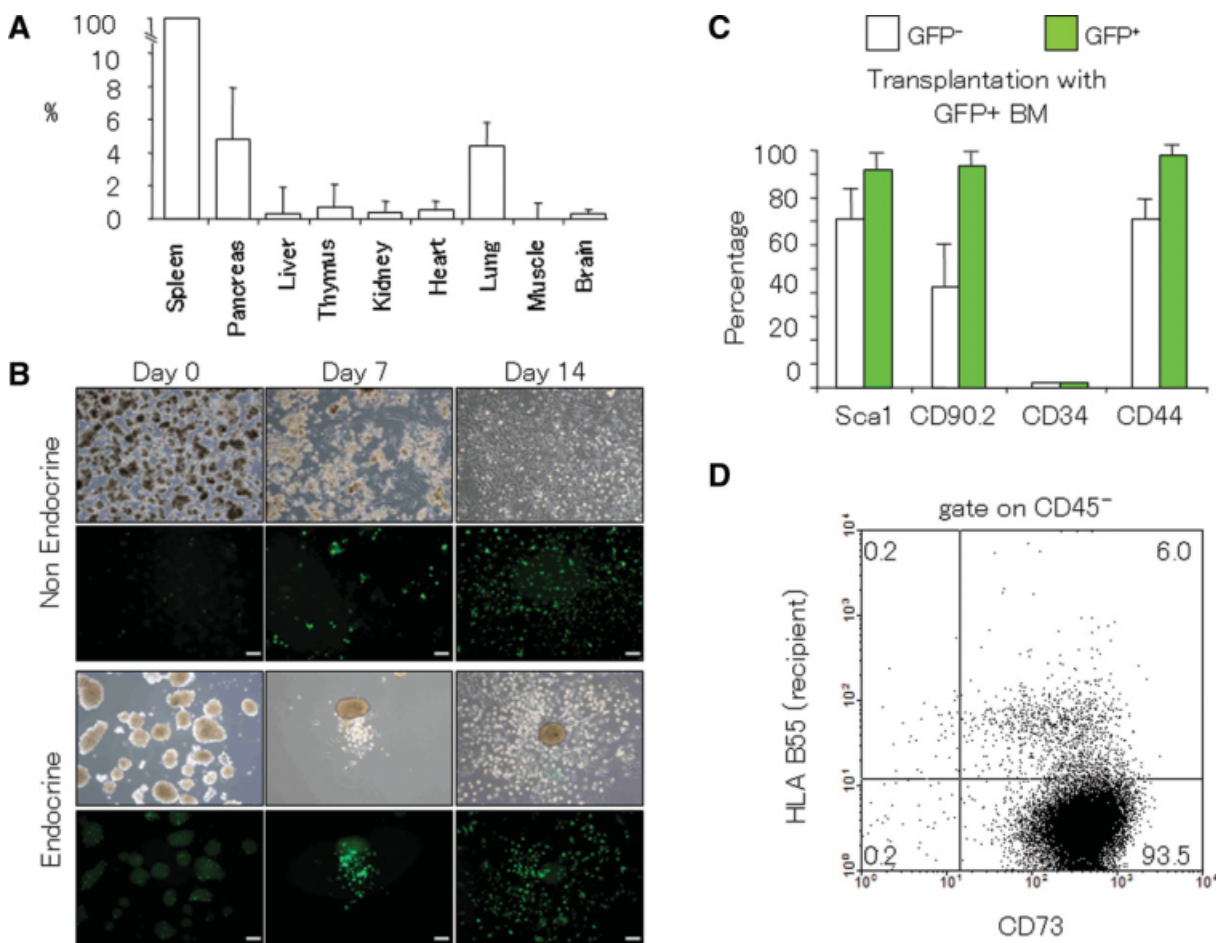 A
%
100
10
8
6
4
2
0
Spleen
Pancreas
Liver
Thymus
Kidney
Heart
Lung
Muscle
Brain
B
Day 0 Day 7 Day 14
Non Endocrine
Endocrine
C
GFP⁻ GFP⁺
Transplantation with
GFP+ BM
Percentage
100
80
60
40
20
0
Sca1 CD90.2 CD34 CD44
D
gate on CD45⁻
HLA B55 (recipient)
10⁴
10³
10²
10¹
10⁰
0.2 6.0
0.2 93.5
10⁰ 10¹ 10² 10³ 10⁴
CD73